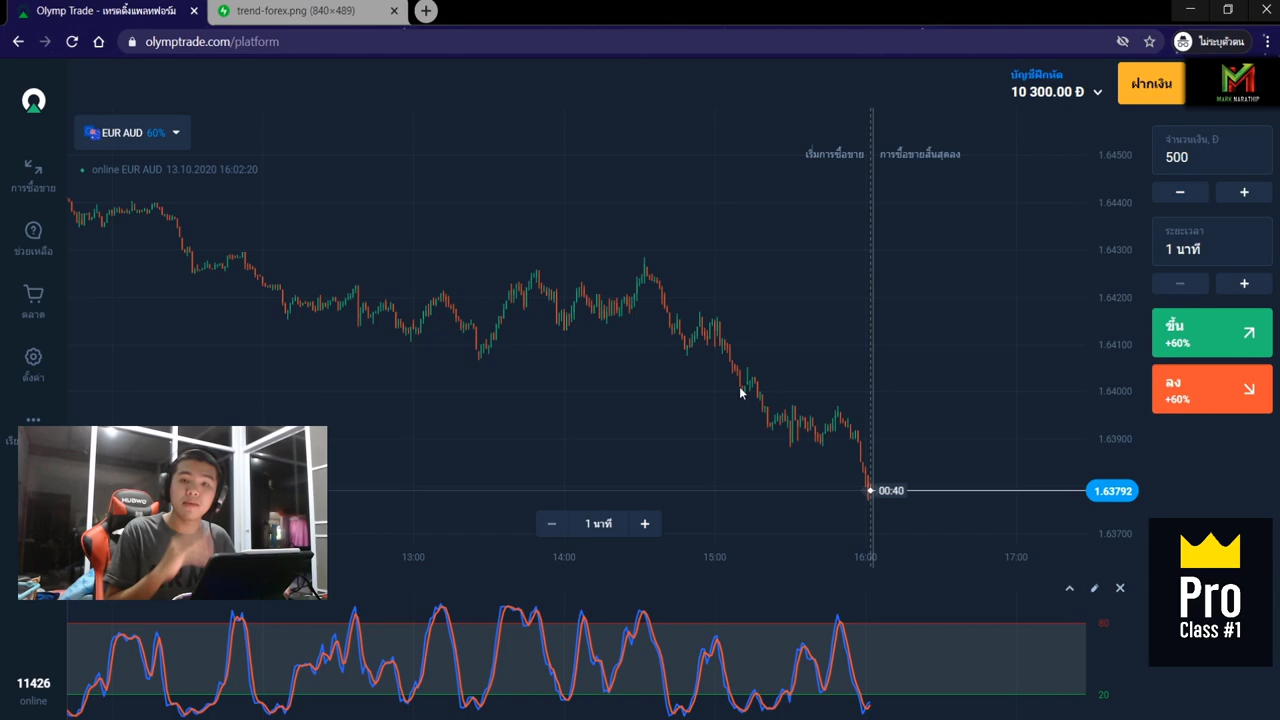 Olymp Trade - เทรดดิ้งแพลทฟอร์ม
trend-forex.png (840×489)
olymptrade.com/platform
ไม่ระบุตัวตน
บัญชีฝึกหัด
10 300.00 Đ
ฝากเงิน
MARK NARATHIP
EUR AUD 60%
online EUR AUD 13.10.2020 16:02:20
การซื้อขาย
ช่วยเหลือ
ตลาด
ตั้งค่า
เริ่มการซื้อขาย
การซื้อขายสิ้นสุดลง
1.64500
1.64400
1.64300
1.64200
1.64100
1.64000
1.63900
1.63792
1.63700
00:40
จำนวนเงิน, Đ
500
ระยะเวลา
1 นาที
ขึ้น
+60%
ลง
+60%
HUBWO
1 นาที
13:00
14:00
15:00
16:00
17:00
80
20
Pro
Class #1
11426
online